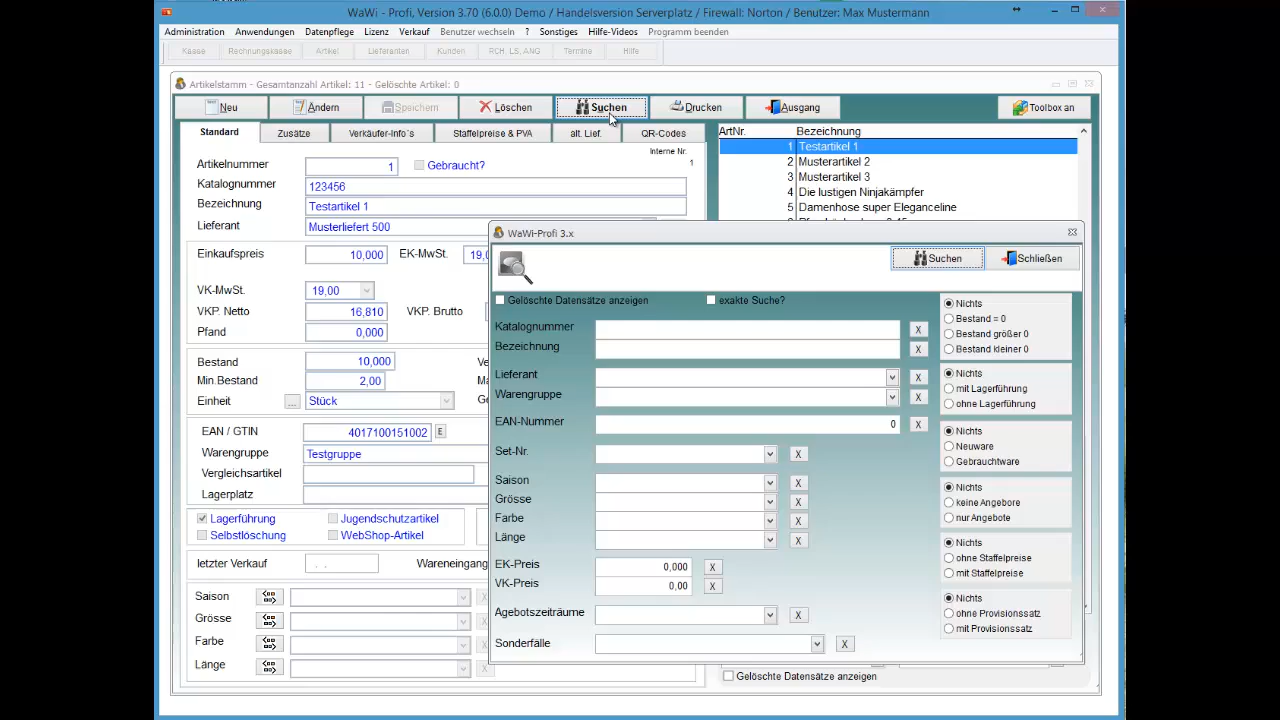 WaWi - Profi, Version 3.70 (6.0.0) Demo / Handelsversion Serverplatz / Firewall: Norton / Benutzer: Max Mustermann
Administration Anwendungen Datenpflege Lizenz Verkauf Benutzer wechseln ? Sonstiges Hilfe-Videos Programm beenden
Kasse Rechnungskasse Artikel Lieferanten Kunden RCH, LS, ANG Termine Hilfe
Artikelstamm - Gesamtanzahl Artikel: 11 - Gelöschte Artikel: 0
Neu Ändern Speichern Löschen Suchen Drucken Ausgang Toolbox an
Standard Zusätze Verkäufer-Info´s Staffelpreise & PVA alt. Lief. QR-Codes
Interne Nr.
1
Artikelnummer 1 Gebraucht?
Katalognummer 123456
Bezeichnung Testartikel 1
Lieferant Musterliefert 500
Einkaufspreis 10,000 EK-MwSt. 19,0
VK-MwSt. 19,00
VKP. Netto 16,810 VKP. Brutto
Pfand 0,000
Bestand 10,000
Min.Bestand 2,00
Einheit ... Stück
EAN / GTIN 4017100151002 E
Warengruppe Testgruppe
Vergleichsartikel
Lagerplatz
Lagerführung Jugendschutzartikel
Selbstlöschung WebShop-Artikel
letzter Verkauf . . Wareneingang
Saison
Grösse
Farbe
Länge
ArtNr. Bezeichnung
1 Testartikel 1
2 Musterartikel 2
3 Musterartikel 3
4 Die lustigen Ninjakämpfer
5 Damenhose super Eleganceline
WaWi-Profi 3.x
Suchen Schließen
Gelöschte Datensätze anzeigen exakte Suche?
Katalognummer X
Bezeichnung X
Lieferant X
Warengruppe X
EAN-Nummer 0 X
Set-Nr. X
Saison X
Grösse X
Farbe X
Länge X
EK-Preis 0,000 X
VK-Preis 0,00 X
Agebotszeiträume X
Sonderfälle X
Nichts
Bestand = 0
Bestand größer 0
Bestand kleiner 0
Nichts
mit Lagerführung
ohne Lagerführung
Nichts
Neuware
Gebrauchtware
Nichts
keine Angebore
nur Angebote
Nichts
ohne Staffelpreise
mit Staffelpreise
Nichts
ohne Provisionssatz
mit Provisionssatz
Gelöschte Datensätze anzeigen